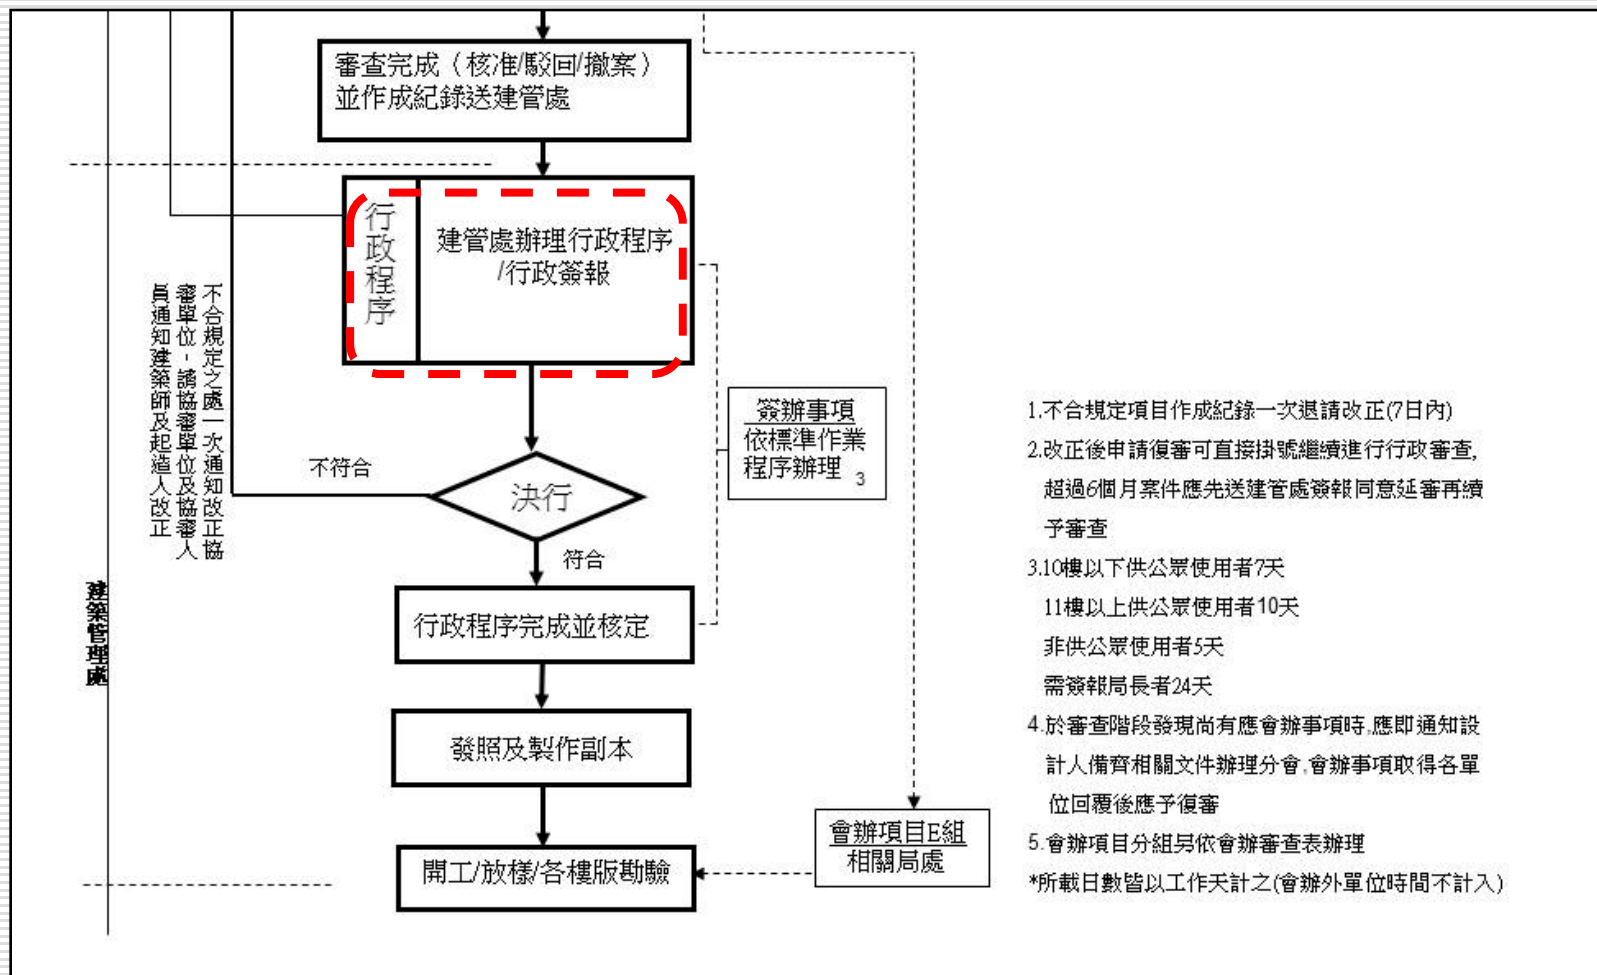 審查完成（核准/駁回/撤案）
並作成紀錄送建管處
行政程序
建管處辦理行政程序
/行政簽報
不合規定之處一次通知改正協
審單位，請協審單位及協審人
員通知建築師及起造人改正
簽辦事項
依標準作業
程序辦理 3
不符合
決行
符合
建築管理處
行政程序完成並核定
發照及製作副本
開工/放樣/各樓版勘驗
會辦項目E組
相關局處
1.不合規定項目作成紀錄一次退請改正(7日內)
2.改正後申請復審可直接掛號繼續進行行政審查,
超過6個月案件應先送建管處簽報同意延審再續
予審查
3.10樓以下供公眾使用者7天
11樓以上供公眾使用者10天
非供公眾使用者5天
需簽報局長者24天
4.於審查階段發現尚有應會辦事項時,應即通知設
計人備齊相關文件辦理分會,會辦事項取得各單
位回覆後應予復審
5.會辦項目分組另依會辦審查表辦理
*所載日數皆以工作天計之(會辦外單位時間不計入)